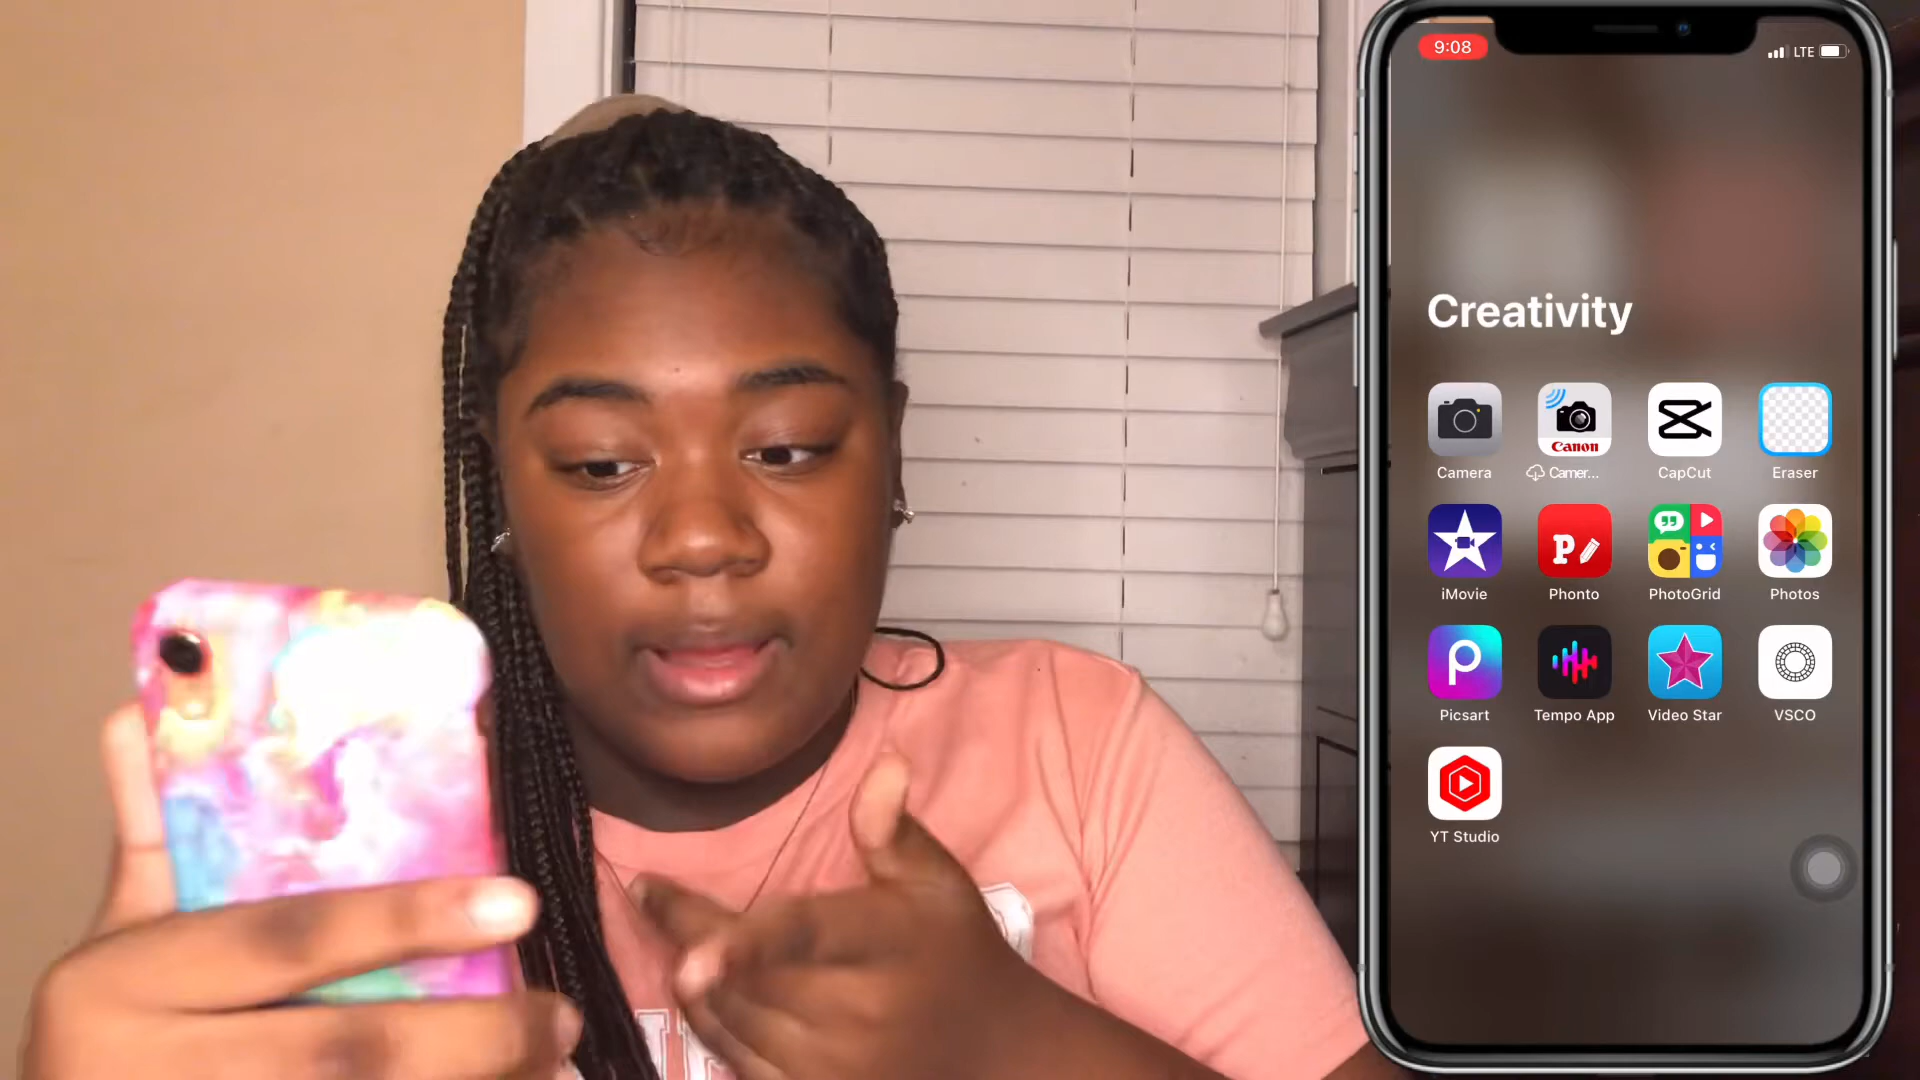 9:08
LTE
Creativity
Canon
Camera
Camer...
CapCut
Eraser
iMovie
Phonto
PhotoGrid
Photos
Picsart
Tempo App
Video Star
VSCO
YT Studio